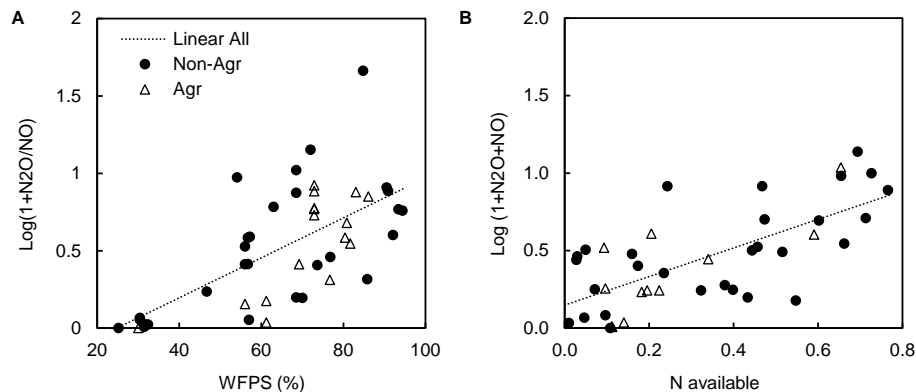 A
B
2
1.5
1
0.5
0
Log(1+N2O/NO)
Linear All
Non-Agr
Agr
20 40 60 80 100
WFPS (%)
2.0
1.5
1.0
0.5
0.0
Log (1+N2O+NO)
0.0 0.2 0.4 0.6 0.8
N available